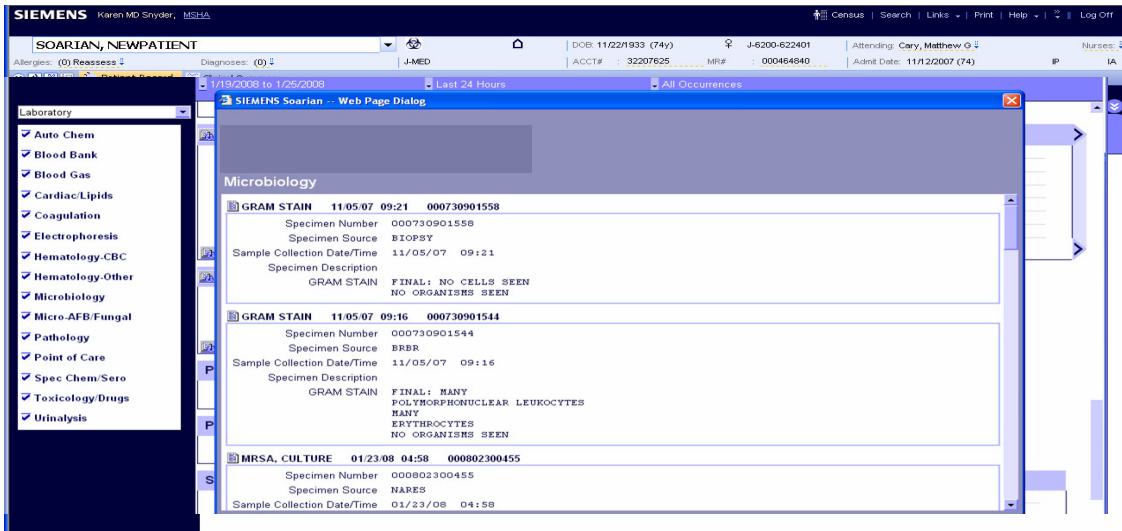 SIEMENS Karen MD Snyder, MSHA Census | Search | Links | Print | Help | Log Off
SOARIAN, NEWPATIENT DOB: 11/22/1933 (74y) J-6200-622401 Attending: Cary, Matthew G Nurses:
Allergies: (0) Reassess Diagnoses: (0) J-MED ACCT# : 32207625 MR# : 000464840 Admit Date: 11/12/2007 (74) IP IA
Patient Record
1/19/2008 to 1/25/2008 Last 24 Hours All Occurrences
SIEMENS Soarian -- Web Page Dialog
Laboratory
Auto Chem
Blood Bank
Blood Gas
Cardiac/Lipids
Coagulation
Electrophoresis
Hematology-CBC
Hematology-Other
Microbiology
Micro-AFB/Fungal
Pathology
Point of Care
Spec Chem/Sero
Toxicology/Drugs
Urinalysis
P
P
S
Microbiology
GRAM STAIN 11/05/07 09:21 000730901558
Specimen Number 000730901558
Specimen Source BIOPSY
Sample Collection Date/Time 11/05/07 09:21
Specimen Description
GRAM STAIN FINAL: NO CELLS SEEN
NO ORGANISMS SEEN
GRAM STAIN 11/05/07 09:16 000730901544
Specimen Number 000730901544
Specimen Source BRBR
Sample Collection Date/Time 11/05/07 09:16
Specimen Description
GRAM STAIN FINAL: MANY
POLYMORPHONUCLEAR LEUKOCYTES
MANY
ERYTHROCYTES
NO ORGANISMS SEEN
MRSA, CULTURE 01/23/08 04:58 000802300455
Specimen Number 000802300455
Specimen Source NARES
Sample Collection Date/Time 01/23/08 04:58